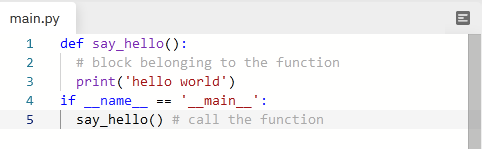 main.py
1 def say_hello():
2   # block belonging to the function
3   print('hello world')
4 if __name__ == '__main__':
5   say_hello() # call the function